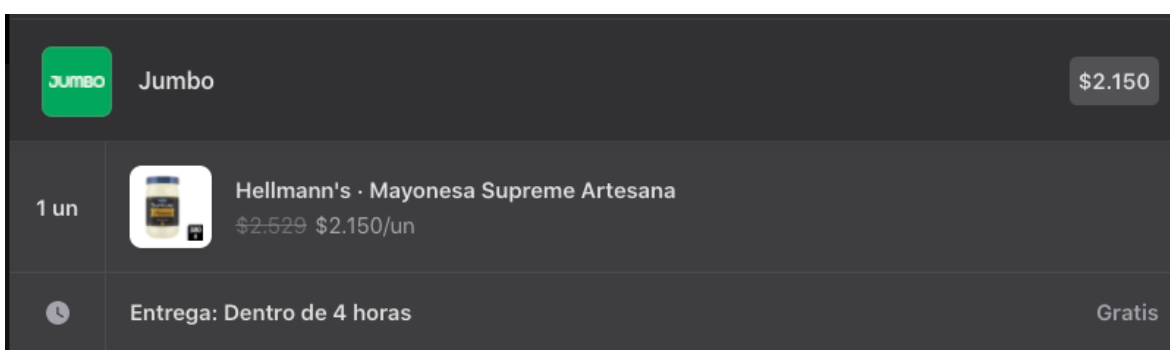 JUMBO
Jumbo
$2.150
1 un
Hellmann's · Mayonesa Supreme Artesana
$2.529 $2.150/un
Entrega: Dentro de 4 horas
Gratis